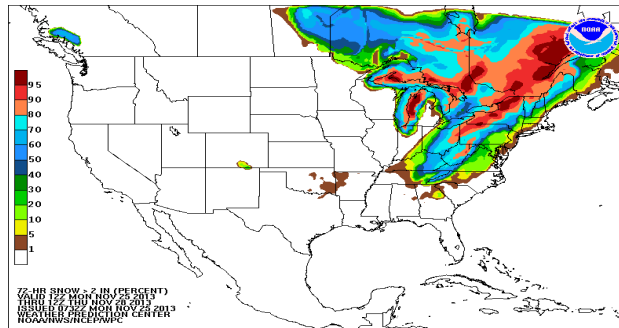 NOAA
95
90
80
70
60
50
40
30
20
10
5
1
72-HR SNOW > 2 IN (PERCENT)
VALID 12Z MON NOV 25 2013
THRU 12Z THU NOV 28 2013
ISSUED 0732Z MON NOV 25 2013
WEATHER PREDICTION CENTER
NOAA/NWS/NCEP/WPC